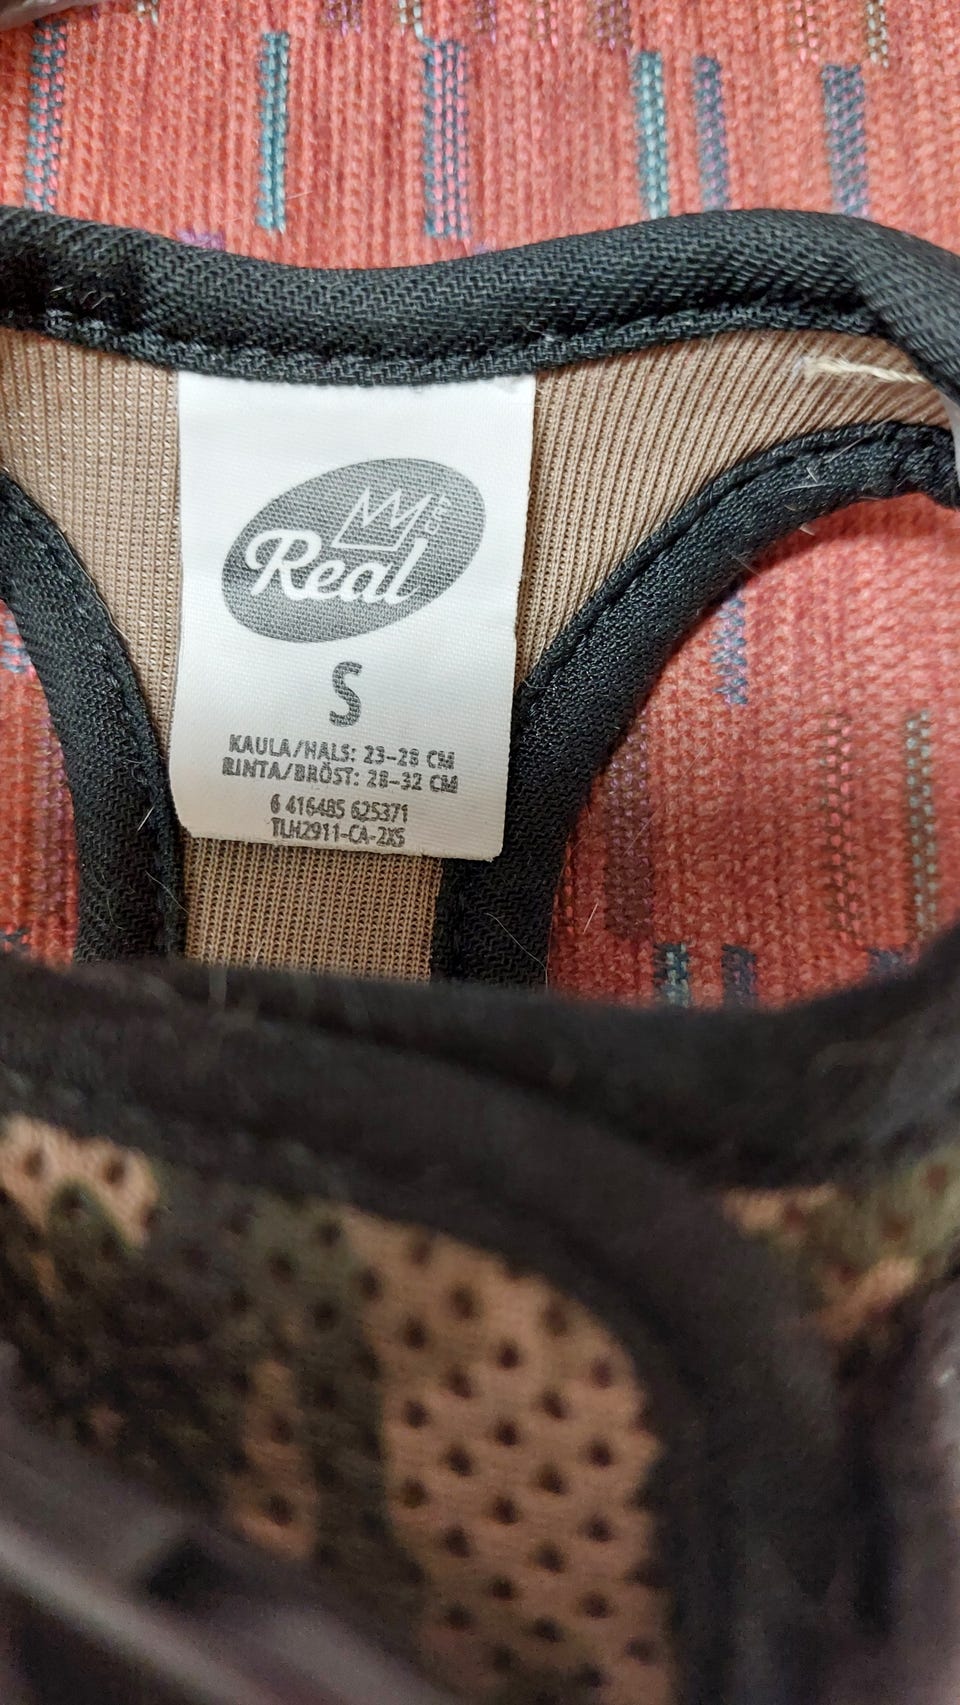 Real
S
KAULA/HALS: 23-28 CM
RINTA/BRÖST: 28-32 CM
6 416485 625371
TLH2911-CA-2XS